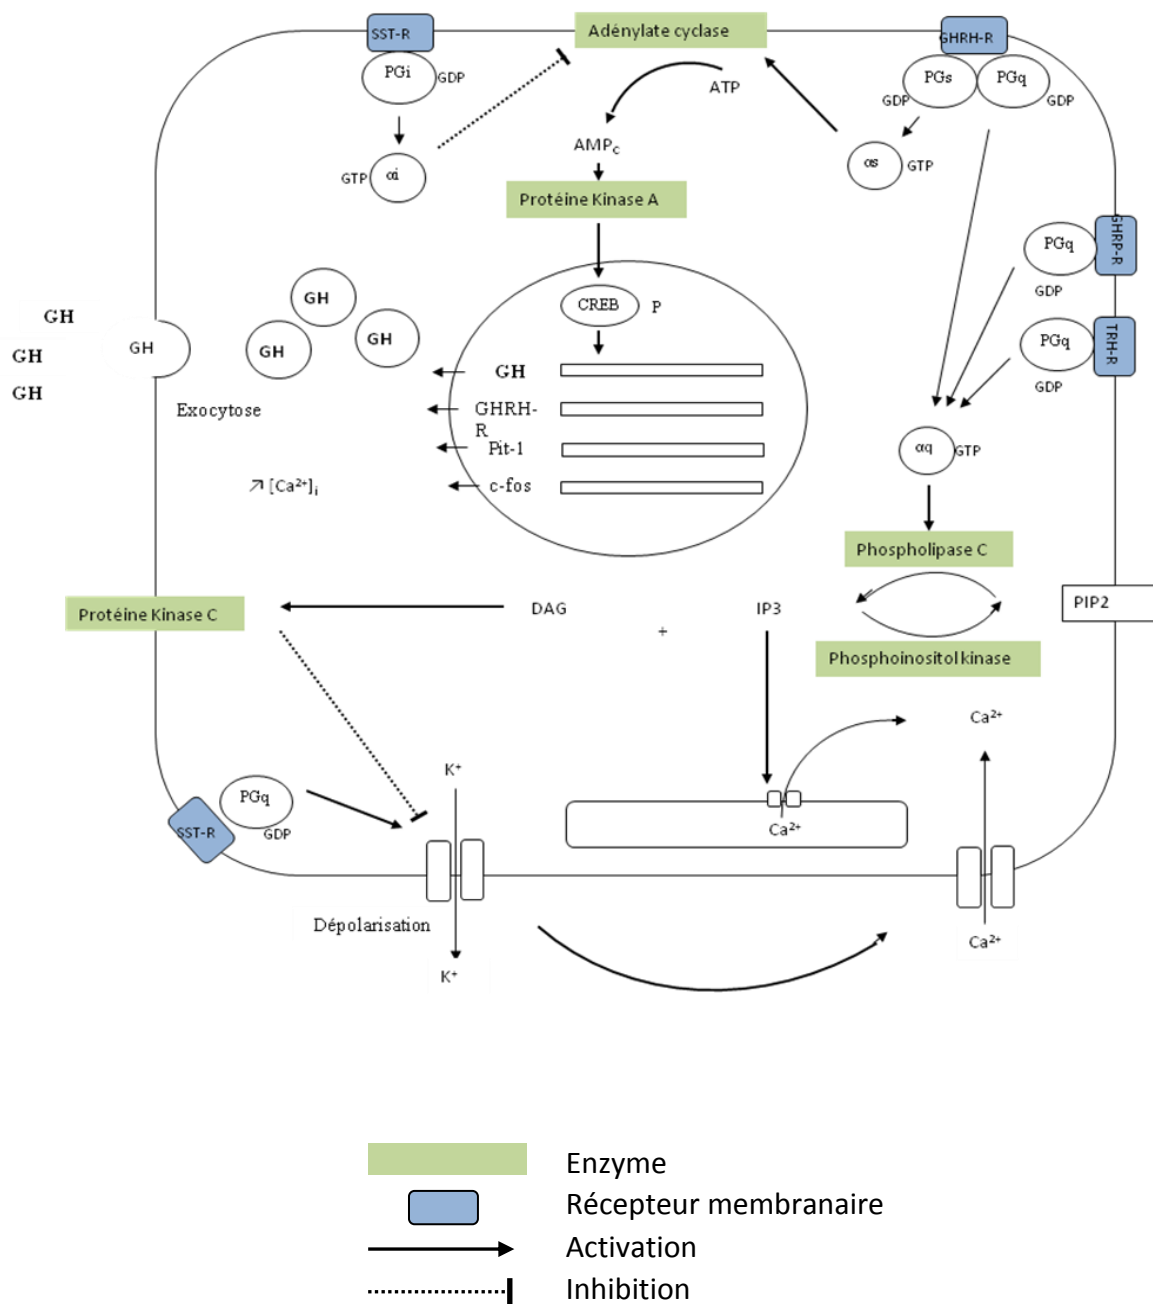 SST-R
Adénylate cyclase
GHRH-R
PGi
GDP
PGs
PGq
GDP
GDP
ATP
AMPc
GTP
αi
αs
GTP
Protéine Kinase A
PGq
GHRP-R
GDP
CREB
P
GH
GH
GH
GH
GH
GH
GH
PGq
TRH-R
GDP
Exocytose
GH
GHRH-
R
Pit-1
c-fos
↗ [Ca²⁺]i
αq
GTP
Phospholipase C
Protéine Kinase C
DAG
+
IP3
PIP2
Phosphoinositol kinase
Ca²⁺
K⁺
PGq
SST-R
GDP
Ca²⁺
Dépolarisation
K⁺
Ca²⁺
Enzyme
Récepteur membranaire
Activation
Inhibition